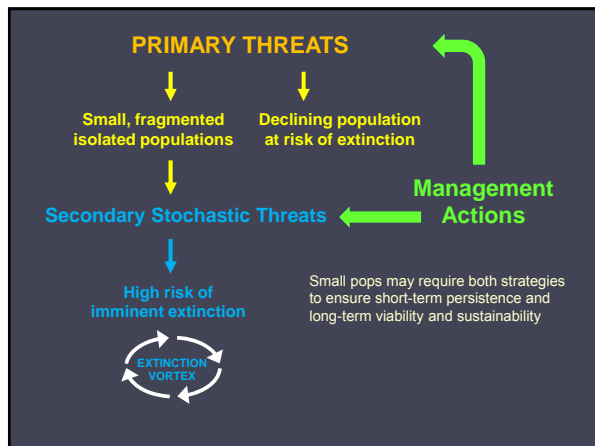 PRIMARY THREATS
Small, fragmented
isolated populations
Declining population
at risk of extinction
Management
Actions
Secondary Stochastic Threats
High risk of
imminent extinction
Small pops may require both strategies
to ensure short-term persistence and
long-term viability and sustainability
EXTINCTION
VORTEX